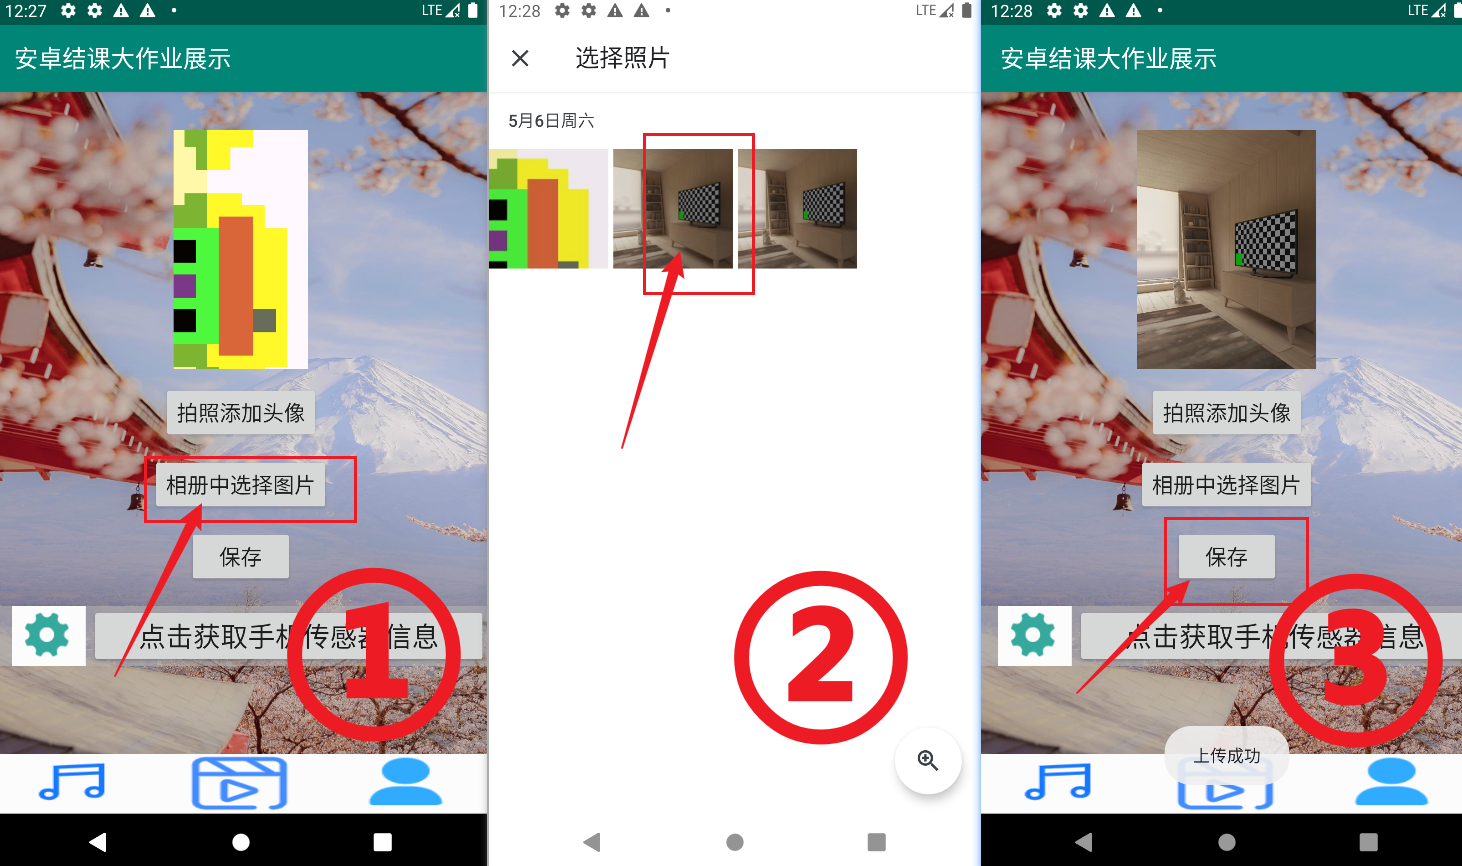 12:27
LTE
安卓结课大作业展示
拍照添加头像
相册中选择图片
保存
点击获取手机传感器信息
1
12:28
LTE
选择照片
5月6日周六
2
12:28
LTE
安卓结课大作业展示
拍照添加头像
相册中选择图片
保存
点击获取手机传感器信息
3
上传成功